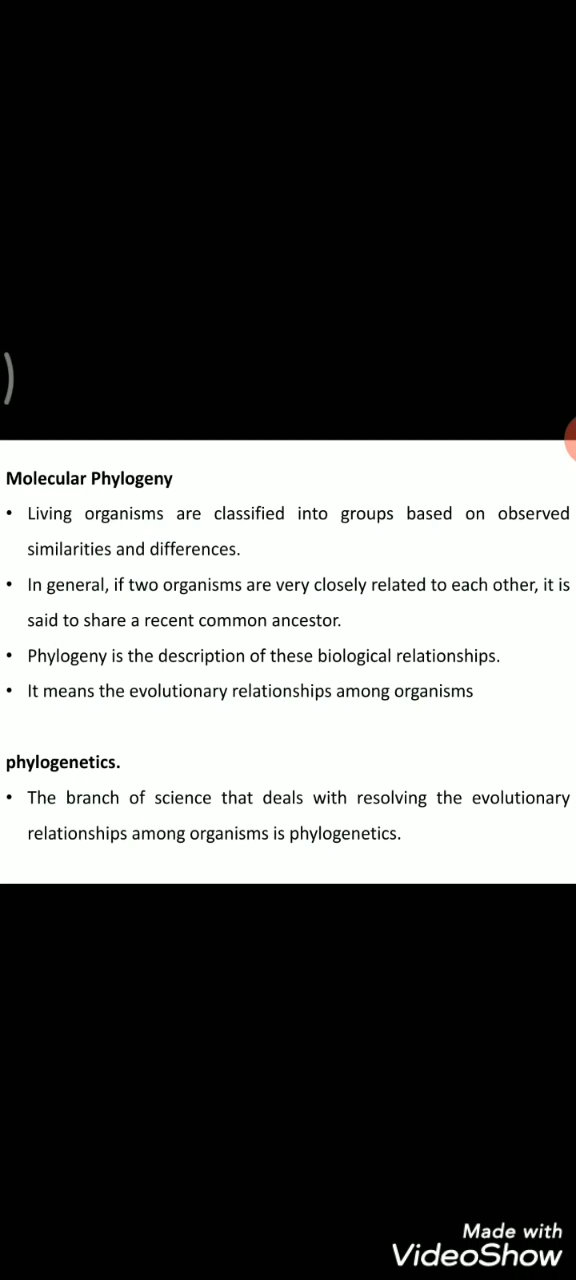 )
Molecular Phylogeny
• Living organisms are classified into groups based on observed
similarities and differences.
• In general, if two organisms are very closely related to each other, it is
said to share a recent common ancestor.
• Phylogeny is the description of these biological relationships.
• It means the evolutionary relationships among organisms
phylogenetics.
• The branch of science that deals with resolving the evolutionary
relationships among organisms is phylogenetics.
Made with
VideoShow